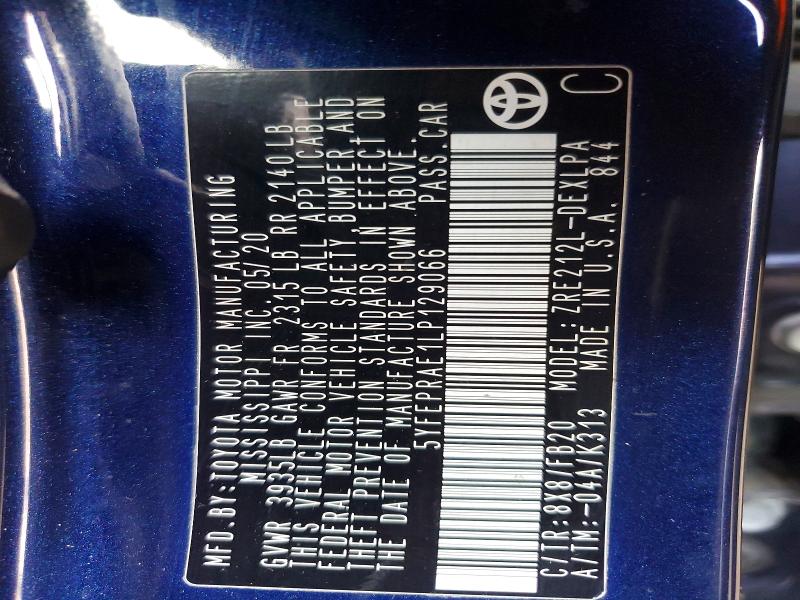 MFD.BY:TOYOTA MOTOR MANUFACTURING
MISSISSIPPI INC. 05/20
GVWR 3935LB GAWR FR 2315 LB RR 2140LB
THIS VEHICLE CONFORMS TO ALL APPLICABLE
FEDERAL MOTOR VEHICLE SAFETY, BUMPER, AND
THEFT PREVENTION STANDARDS IN EFFECT ON
THE DATE OF MANUFACTURE SHOWN ABOVE.
5YFEPRAE1LP129066 PASS.CAR
C/TR:8X8/FB20 MODEL:ZRE212L-DEXLPA C
A/TM:-04A/K313 MADE IN U.S.A. 844